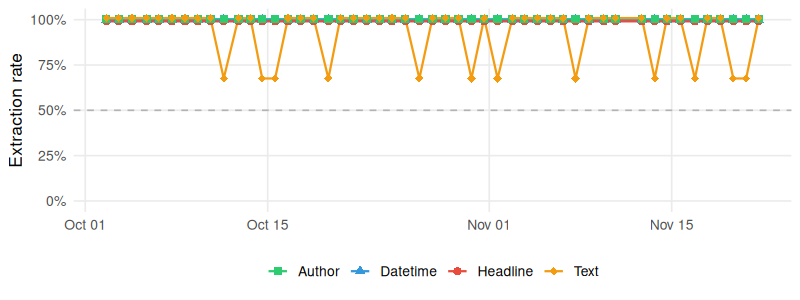 Extraction rate
100%
75%
50%
25%
0%
Oct 01 Oct 15 Nov 01 Nov 15
Author Datetime Headline Text